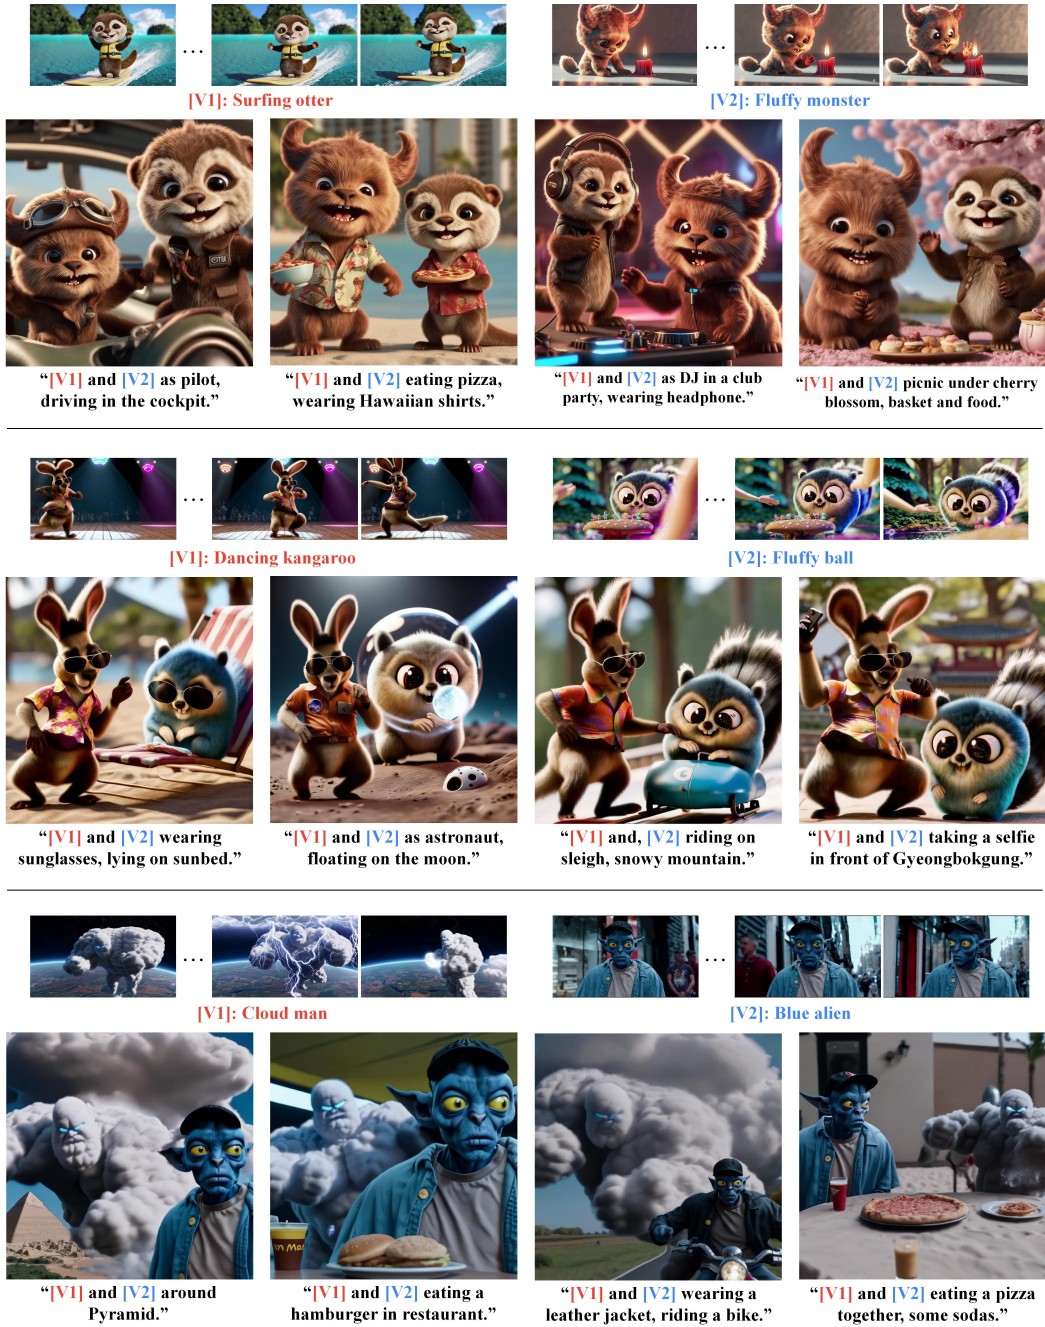 [V1]: Surfing otter
[V2]: Fluffy monster
“[V1] and [V2] as pilot,
driving in the cockpit.”
“[V1] and [V2] eating pizza,
wearing Hawaiian shirts.”
“[V1] and [V2] as DJ in a club
party, wearing headphone.”
“[V1] and [V2] picnic under cherry
blossom, basket and food.”
[V1]: Dancing kangaroo
[V2]: Fluffy ball
“[V1] and [V2] wearing
sunglasses, lying on sunbed.”
“[V1] and [V2] as astronaut,
floating on the moon.”
“[V1] and, [V2] riding on
sleigh, snowy mountain.”
“[V1] and [V2] taking a selfie
in front of Gyeongbokgung.”
[V1]: Cloud man
[V2]: Blue alien
“[V1] and [V2] around
Pyramid.”
“[V1] and [V2] eating a
hamburger in restaurant.”
“[V1] and [V2] wearing a
leather jacket, riding a bike.”
“[V1] and [V2] eating a pizza
together, some sodas.”